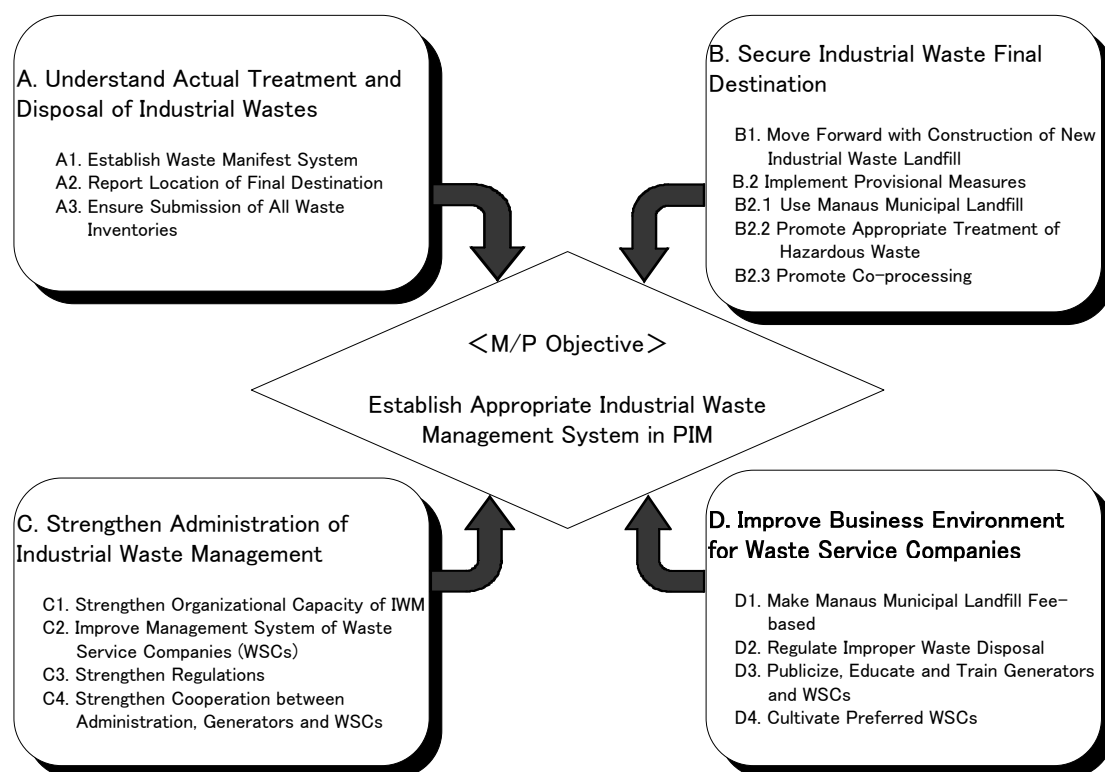 A. Understand Actual Treatment and
Disposal of Industrial Wastes
A1. Establish Waste Manifest System
A2. Report Location of Final Destination
A3. Ensure Submission of All Waste
Inventories
B. Secure Industrial Waste Final
Destination
B1. Move Forward with Construction of New
Industrial Waste Landfill
B.2 Implement Provisional Measures
B2.1 Use Manaus Municipal Landfill
B2.2 Promote Appropriate Treatment of
Hazardous Waste
B2.3 Promote Co-processing
<M/P Objective>
Establish Appropriate Industrial Waste
Management System in PIM
C. Strengthen Administration of
Industrial Waste Management
C1. Strengthen Organizational Capacity of IWM
C2. Improve Management System of Waste
Service Companies (WSCs)
C3. Strengthen Regulations
C4. Strengthen Cooperation between
Administration, Generators and WSCs
D. Improve Business Environment
for Waste Service Companies
D1. Make Manaus Municipal Landfill Fee-
based
D2. Regulate Improper Waste Disposal
D3. Publicize, Educate and Train Generators
and WSCs
D4. Cultivate Preferred WSCs